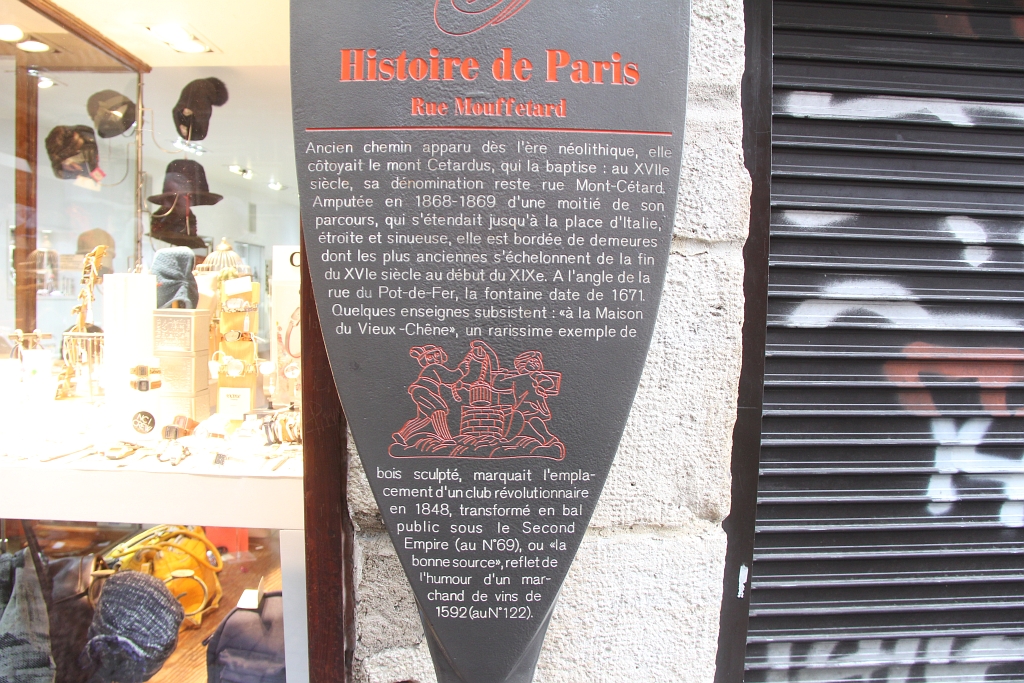 Histoire de Paris
Rue Mouffetard
Ancien chemin apparu dès l'ère néolithique, elle
côtoyait le mont Cetardus, qui la baptise : au XVIIe
siècle, sa dénomination reste rue Mont-Cétard.
Amputée en 1868-1869 d'une moitié de son
parcours, qui s'étendait jusqu'à la place d'Italie,
étroite et sinueuse, elle est bordée de demeures
dont les plus anciennes s'échelonnent de la fin
du XVIe siècle au début du XIXe. A l'angle de la
rue du Pot-de-Fer, la fontaine date de 1671.
Quelques enseignes subsistent : «à la Maison
du Vieux-Chêne», un rarissime exemple de
bois sculpté, marquait l'empla-
cement d'un club révolutionnaire
en 1848, transformé en bal
public sous le Second
Empire (au N°69), ou «la
bonne source», reflet de
l'humour d'un mar-
chand de vins de
1592 (au N°122).